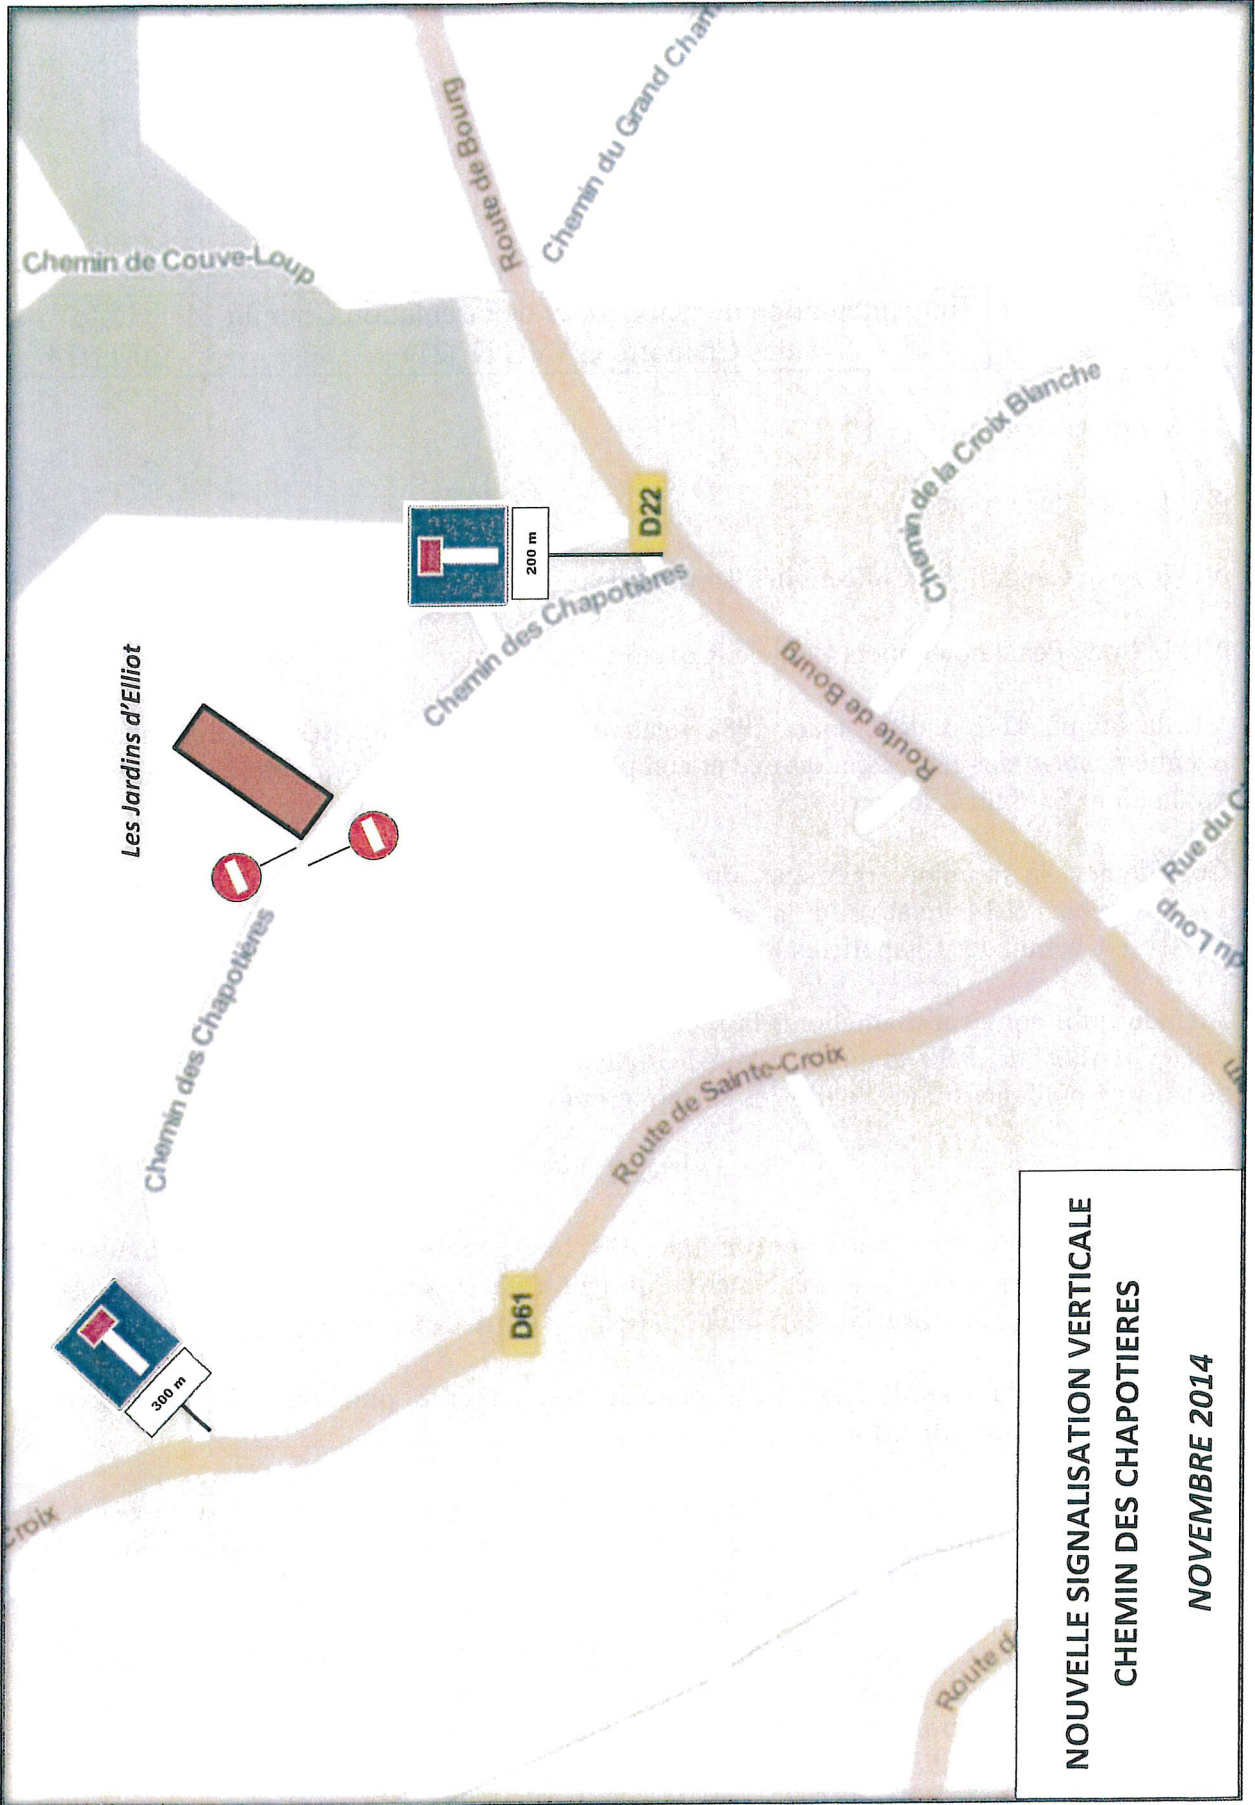 Croix
300 m
Chemin des Chapotières
Les Jardins d'Elliot
Chemin de Couve-Loup
D61
Route de Sainte-Croix
Chemin des Chapotières
200 m
D22
Route de Bourg
Route de Bourg
Chemin du Grand Cham
Chemin de la Croix Blanche
Rue du C
du Loup
Route d
NOUVELLE SIGNALISATION VERTICALE
CHEMIN DES CHAPOTIERES
NOVEMBRE 2014